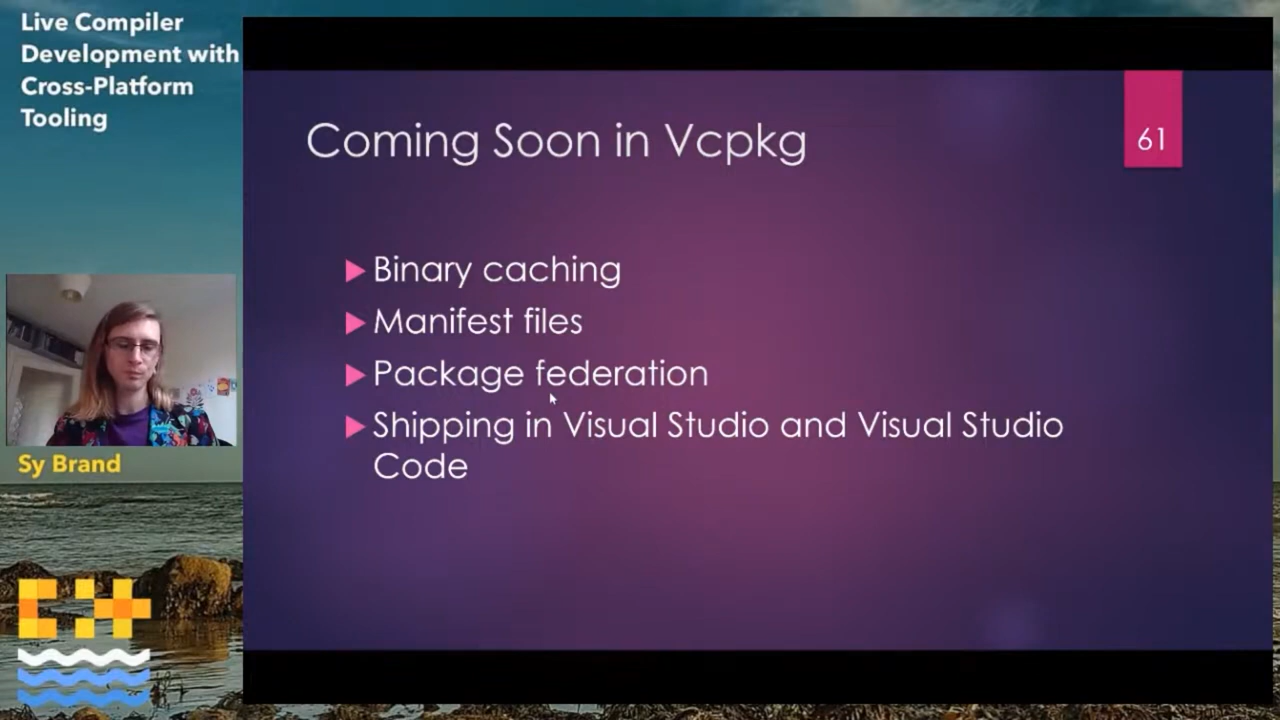 Live Compiler
Development with
Cross-Platform
Tooling
Coming Soon in Vcpkg
61
Binary caching
Manifest files
Package federation
Shipping in Visual Studio and Visual Studio
Code
Sy Brand
C++